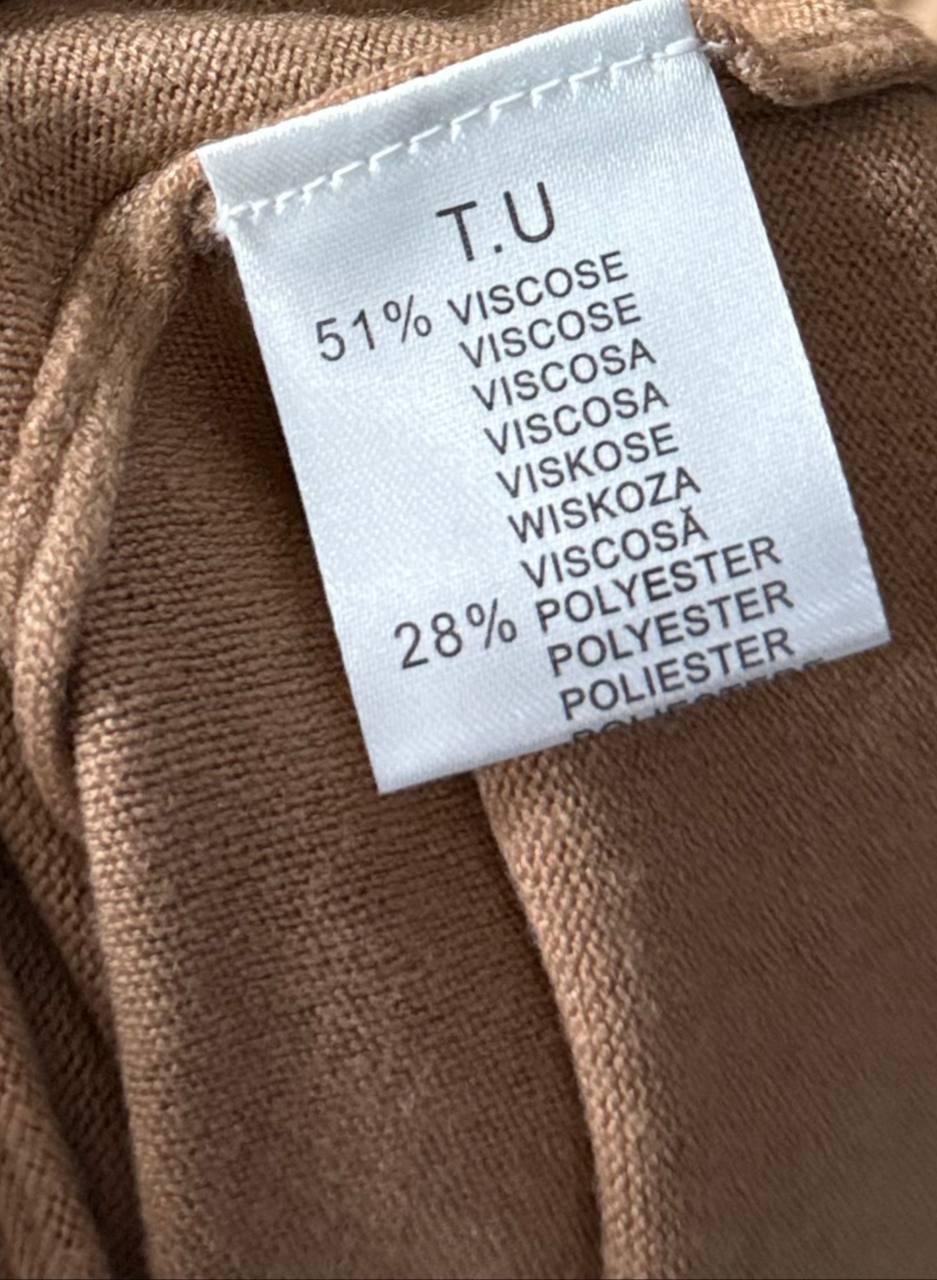 T.U
51% VISCOSE
VISCOSE
VISCOSA
VISCOSA
VISKOSE
WISKOZA
VISCOSĂ
28% POLYESTER
POLYESTER
POLIESTER